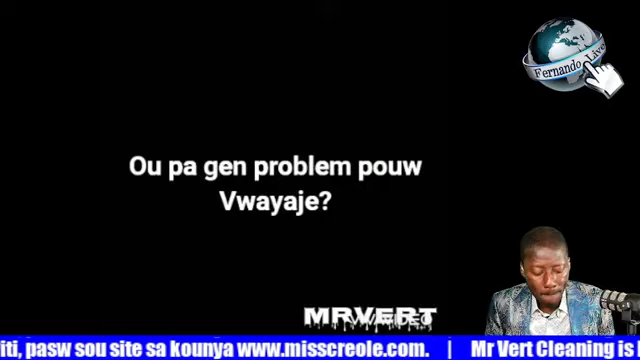 Fernando Live
Ou pa gen problem pouw
Vwayaje?
MRVERT
iti, pasw sou site sa kounya www.misscreole.com. | Mr Vert Cleaning is